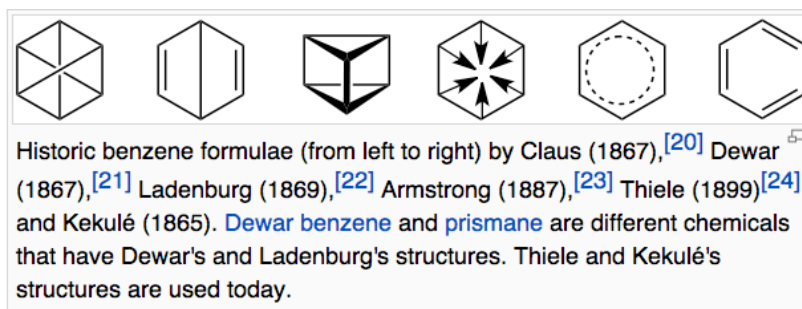 Historic benzene formulae (from left to right) by Claus (1867),[20] Dewar
(1867),[21] Ladenburg (1869),[22] Armstrong (1887),[23] Thiele (1899)[24]
and Kekulé (1865). Dewar benzene and prismane are different chemicals
that have Dewar's and Ladenburg's structures. Thiele and Kekulé's
structures are used today.